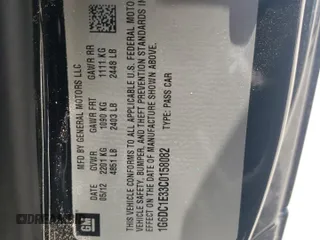 MFD BY GENERAL MOTORS LLC
DATE GVWR GAWR FRT GAWR RR
05/12 2201 KG 1090 KG 1111 KG
4851 LB 2403 LB 2448 LB
THIS VEHICLE CONFORMS TO ALL APPLICABLE U.S. FEDERAL MOTOR
VEHICLE SAFETY, BUMPER, AND THEFT PREVENTION STANDARDS
IN EFFECT ON THE DATE OF MANUFACTURE SHOWN ABOVE.
1G6DC1E33C0158082 TYPE: PASS CAR
GM